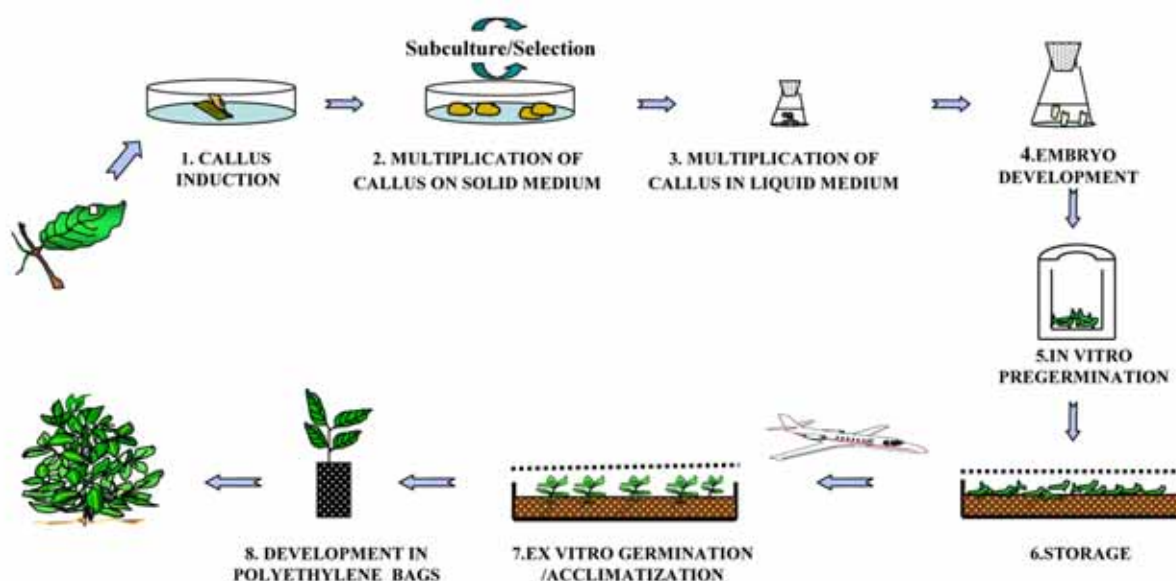 Subculture/Selection
1. CALLUS
INDUCTION
2. MULTIPLICATION OF
CALLUS ON SOLID MEDIUM
3. MULTIPLICATION OF
CALLUS IN LIQUID MEDIUM
4.EMBRYO
DEVELOPMENT
5.IN VITRO
PREGERMINATION
6.STORAGE
7.EX VITRO GERMINATION
/ACCLIMATIZATION
8. DEVELOPMENT IN
POLYETHYLENE BAGS